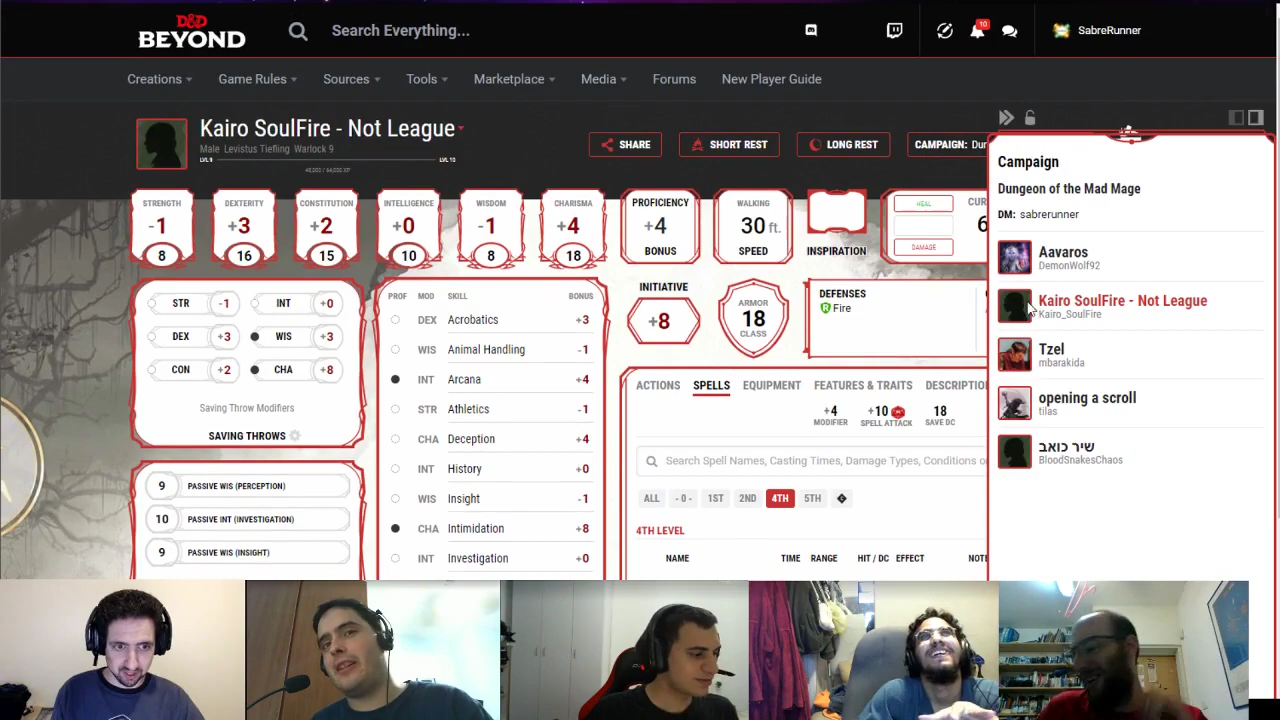 D&D
BEYOND
Search Everything...
10
SabreRunner
Creations
Game Rules
Sources
Tools
Marketplace
Media
Forums
New Player Guide
Kairo SoulFire - Not League
Male Levistus Tiefling Warlock 9
LVL 9
LVL 10
SHARE
SHORT REST
LONG REST
CAMPAIGN:
STRENGTH
-1
8
DEXTERITY
+3
16
CONSTITUTION
+2
15
INTELLIGENCE
+0
10
WISDOM
-1
8
CHARISMA
+4
18
PROFICIENCY
+4
BONUS
WALKING
30 ft.
SPEED
INSPIRATION
HEAL
DAMAGE
STR -1
INT +0
DEX +3
WIS +3
CON +2
CHA +8
Saving Throw Modifiers
SAVING THROWS
9 PASSIVE WIS (PERCEPTION)
10 PASSIVE INT (INVESTIGATION)
9 PASSIVE WIS (INSIGHT)
PROF MOD SKILL BONUS
DEX Acrobatics +3
WIS Animal Handling -1
INT Arcana +4
STR Athletics -1
CHA Deception +4
INT History +0
WIS Insight -1
CHA Intimidation +8
INT Investigation +0
INITIATIVE
+8
ARMOR
18
CLASS
DEFENSES
R Fire
ACTIONS
SPELLS
EQUIPMENT
FEATURES & TRAITS
DESCRIPTION
+4
MODIFIER
+10
SPELL ATTACK
18
SAVE DC
Search Spell Names, Casting Times, Damage Types, Conditions or
ALL
- 0 -
1ST
2ND
4TH
5TH
4TH LEVEL
NAME TIME RANGE HIT / DC EFFECT NOTE
Campaign
Dungeon of the Mad Mage
DM: sabrerunner
Aavaros
DemonWolf92
Kairo SoulFire - Not League
Kairo_SoulFire
Tzel
mbarakida
opening a scroll
tilas
שיר כואב
BloodSnakesChaos